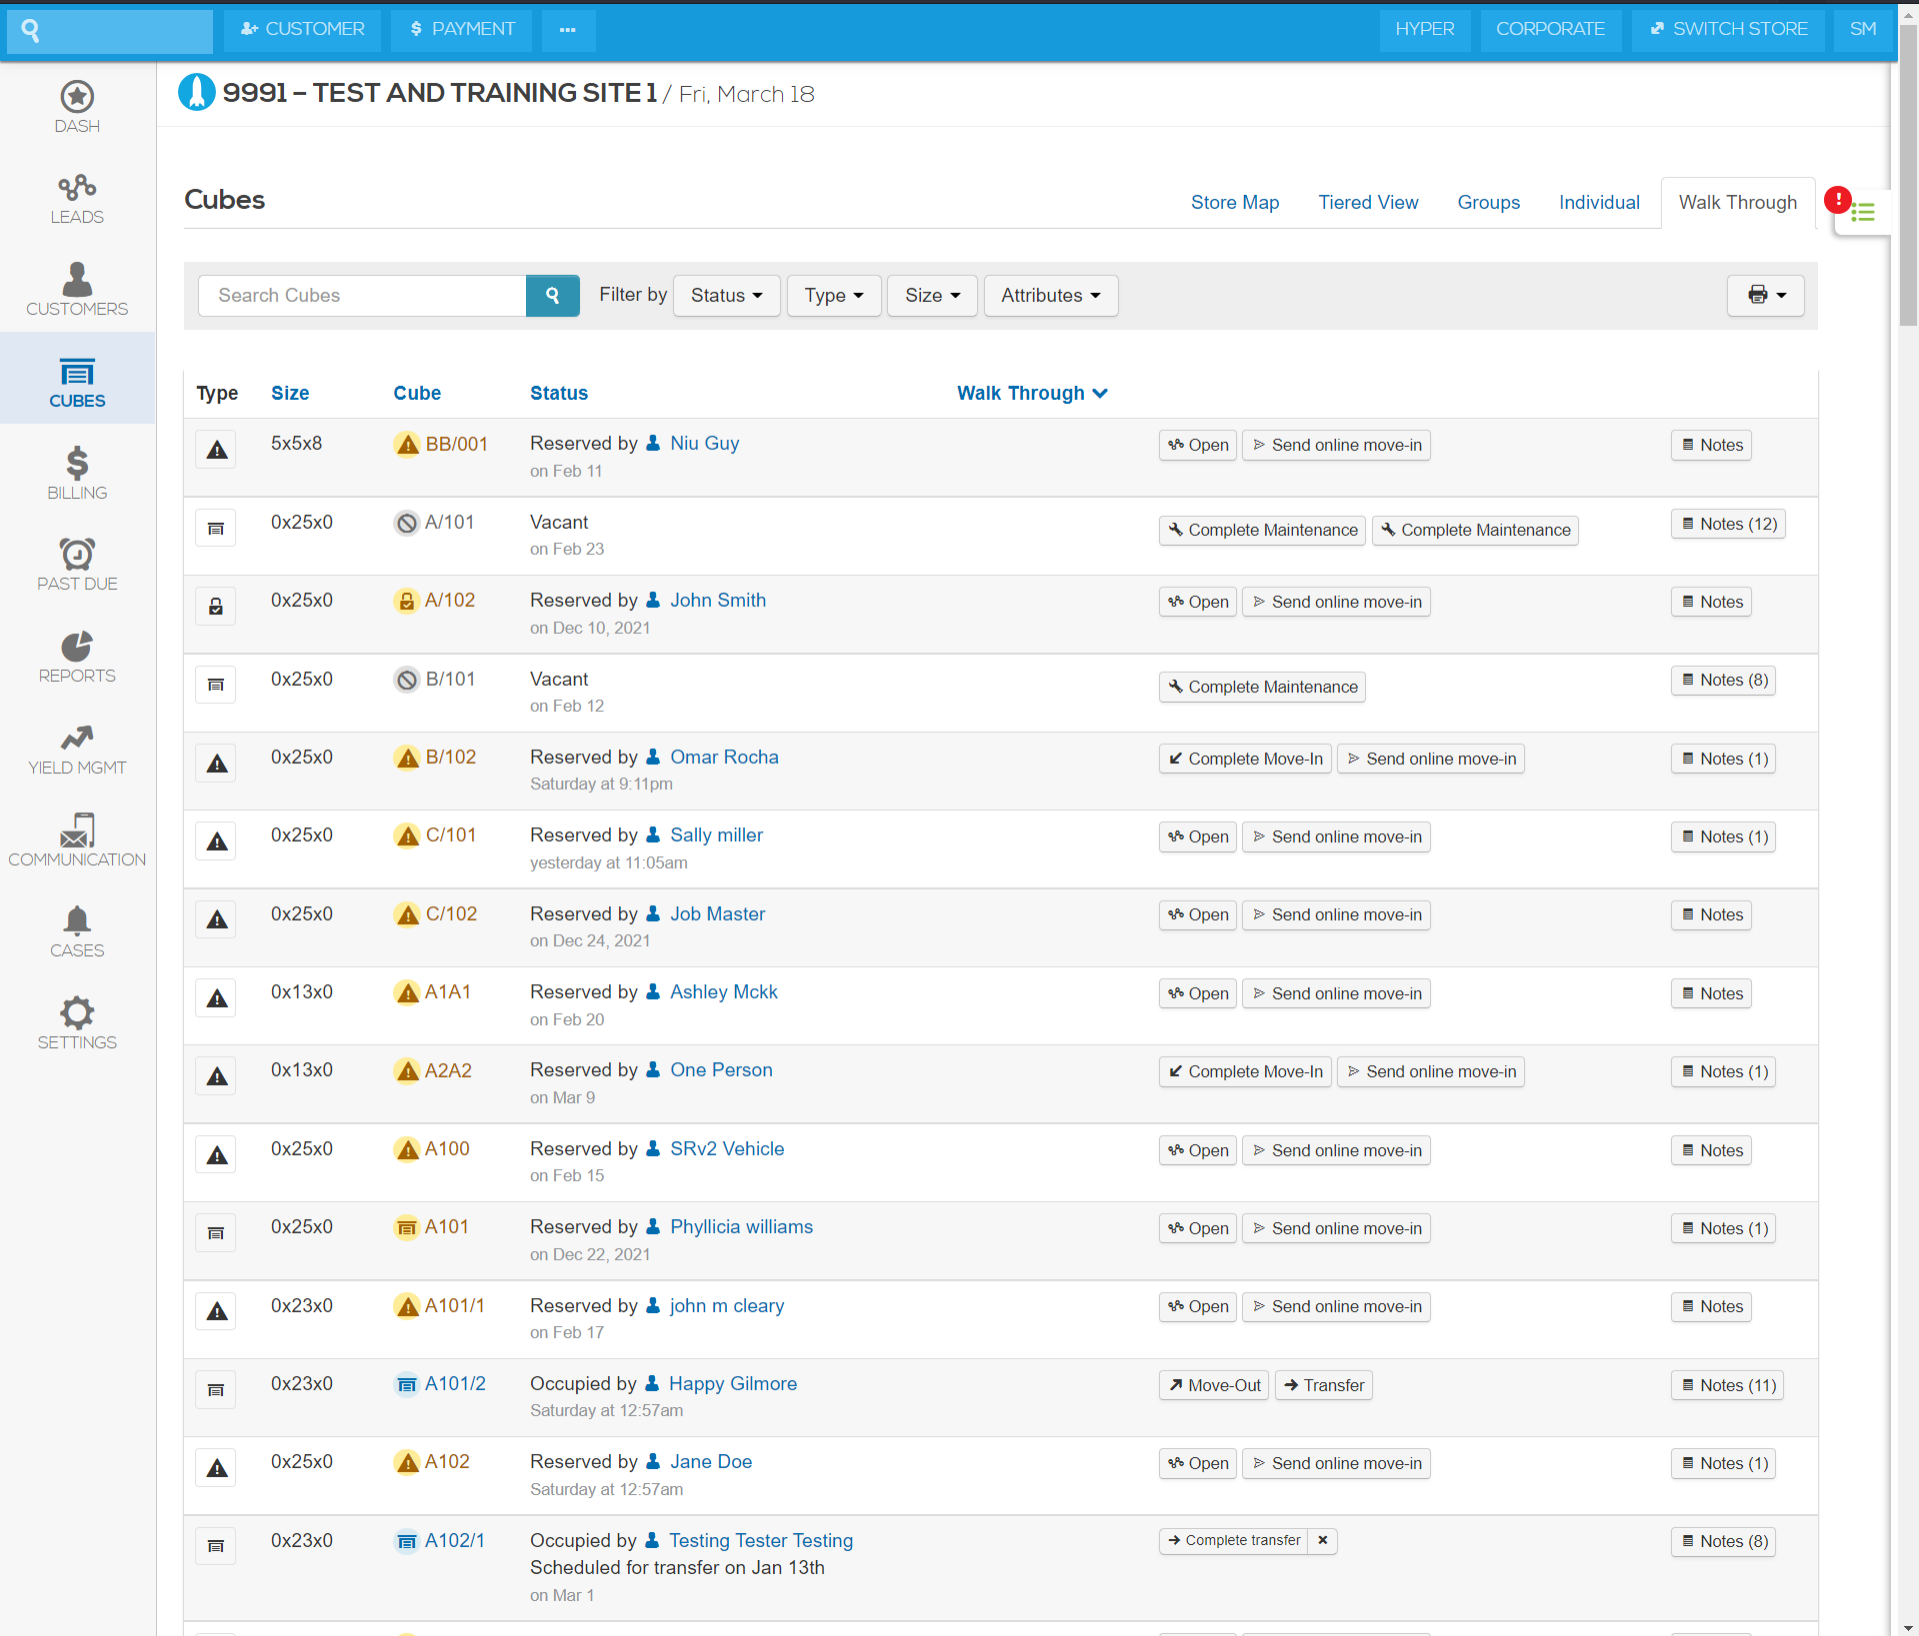 CUSTOMER PAYMENT ... HYPER CORPORATE SWITCH STORE SM
9991 – TEST AND TRAINING SITE 1 / Fri, March 18
DASH
LEADS
CUSTOMERS
CUBES
BILLING
PAST DUE
REPORTS
YIELD MGMT
COMMUNICATION
CASES
SETTINGS
Cubes Store Map Tiered View Groups Individual Walk Through
Search Cubes Filter by Status Type Size Attributes
Type Size Cube Status Walk Through
5x5x8 BB/001 Reserved by Niu Guy Open Send online move-in Notes
on Feb 11
0x25x0 A/101 Vacant Complete Maintenance Complete Maintenance Notes (12)
on Feb 23
0x25x0 A/102 Reserved by John Smith Open Send online move-in Notes
on Dec 10, 2021
0x25x0 B/101 Vacant Complete Maintenance Notes (8)
on Feb 12
0x25x0 B/102 Reserved by Omar Rocha Complete Move-In Send online move-in Notes (1)
Saturday at 9:11pm
0x25x0 C/101 Reserved by Sally miller Open Send online move-in Notes (1)
yesterday at 11:05am
0x25x0 C/102 Reserved by Job Master Open Send online move-in Notes
on Dec 24, 2021
0x13x0 A1A1 Reserved by Ashley Mckk Open Send online move-in Notes
on Feb 20
0x13x0 A2A2 Reserved by One Person Complete Move-In Send online move-in Notes (1)
on Mar 9
0x25x0 A100 Reserved by SRv2 Vehicle Open Send online move-in Notes
on Feb 15
0x25x0 A101 Reserved by Phyllicia williams Open Send online move-in Notes (1)
on Dec 22, 2021
0x23x0 A101/1 Reserved by john m cleary Open Send online move-in Notes
on Feb 17
0x23x0 A101/2 Occupied by Happy Gilmore Move-Out Transfer Notes (11)
Saturday at 12:57am
0x25x0 A102 Reserved by Jane Doe Open Send online move-in Notes (1)
Saturday at 12:57am
0x23x0 A102/1 Occupied by Testing Tester Testing Complete transfer Notes (8)
Scheduled for transfer on Jan 13th
on Mar 1